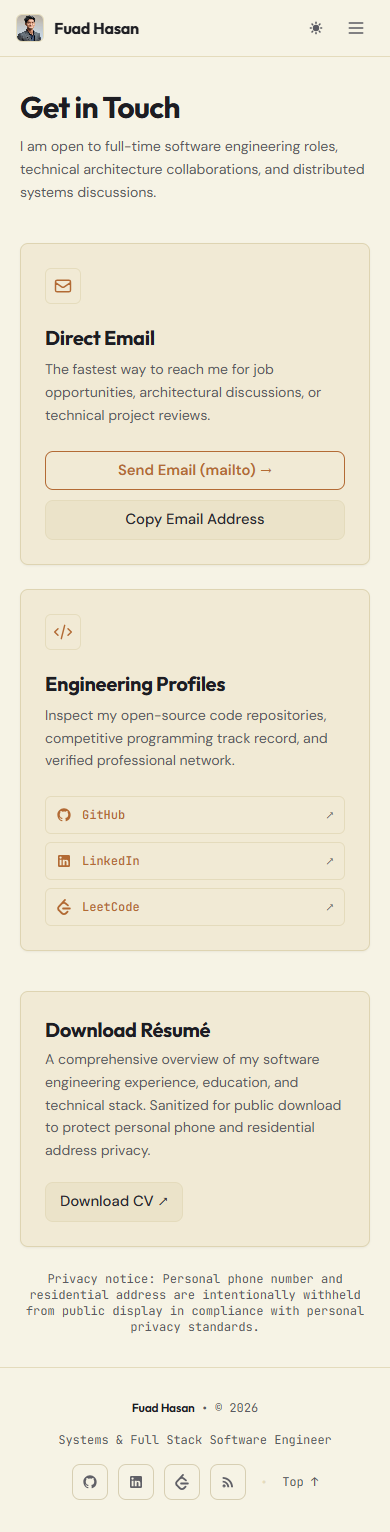 Fuad Hasan
Get in Touch
I am open to full-time software engineering roles,
technical architecture collaborations, and distributed
systems discussions.
Direct Email
The fastest way to reach me for job
opportunities, architectural discussions, or
technical project reviews.
Send Email (mailto) →
Copy Email Address
Engineering Profiles
Inspect my open-source code repositories,
competitive programming track record, and
verified professional network.
GitHub ↗
LinkedIn ↗
LeetCode ↗
Download Résumé
A comprehensive overview of my software
engineering experience, education, and
technical stack. Sanitized for public download
to protect personal phone and residential
address privacy.
Download CV ↗
Privacy notice: Personal phone number and
residential address are intentionally withheld
from public display in compliance with personal
privacy standards.
Fuad Hasan • © 2026
Systems & Full Stack Software Engineer
Top ↑